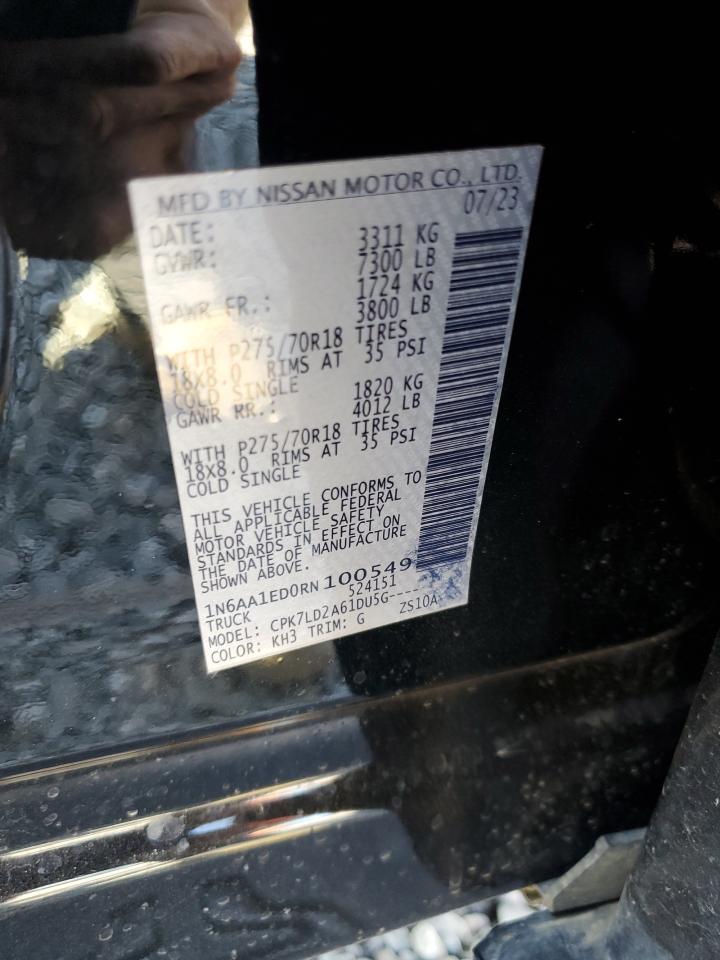 MFD BY NISSAN MOTOR CO., LTD.
DATE: 07/23
GVWR: 3311 KG
7300 LB
GAWR FR.: 1724 KG
3800 LB
WITH P275/70R18 TIRES
18X8.0 RIMS AT 35 PSI
COLD SINGLE
GAWR RR.: 1820 KG
4012 LB
WITH P275/70R18 TIRES
18X8.0 RIMS AT 35 PSI
COLD SINGLE
THIS VEHICLE CONFORMS TO
ALL APPLICABLE FEDERAL
MOTOR VEHICLE SAFETY
STANDARDS IN EFFECT ON
THE DATE OF MANUFACTURE
SHOWN ABOVE.
1N6AA1ED0RN100549
TRUCK 524151
MODEL: CPK7LD2A61DU5G-----
COLOR: KH3 TRIM: G ZS10A